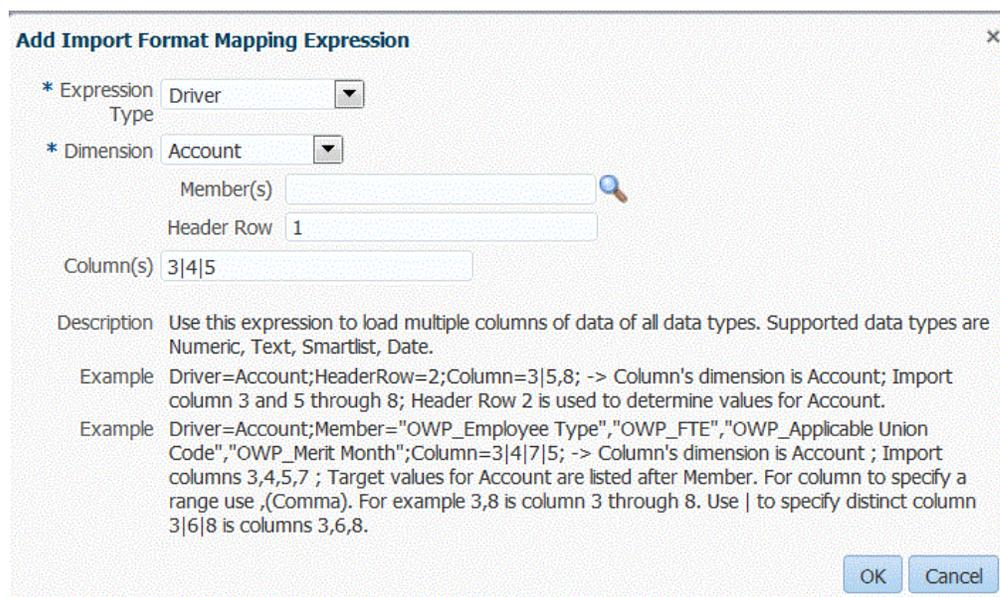 Add Import Format Mapping Expression
* Expression Type Driver
* Dimension Account
Member(s)
Header Row 1
Column(s) 3|4|5
Description Use this expression to load multiple columns of data of all data types. Supported data types are
Numeric, Text, Smartlist, Date.
Example Driver=Account;HeaderRow=2;Column=3|5,8; -> Column's dimension is Account; Import
column 3 and 5 through 8; Header Row 2 is used to determine values for Account.
Example Driver=Account;Member="OWP_Employee Type","OWP_FTE","OWP_Applicable Union
Code","OWP_Merit Month";Column=3|4|7|5; -> Column's dimension is Account ; Import
columns 3,4,5,7 ; Target values for Account are listed after Member. For column to specify a
range use ,(Comma). For example 3,8 is column 3 through 8. Use | to specify distinct column
3|6|8 is columns 3,6,8.
OK Cancel